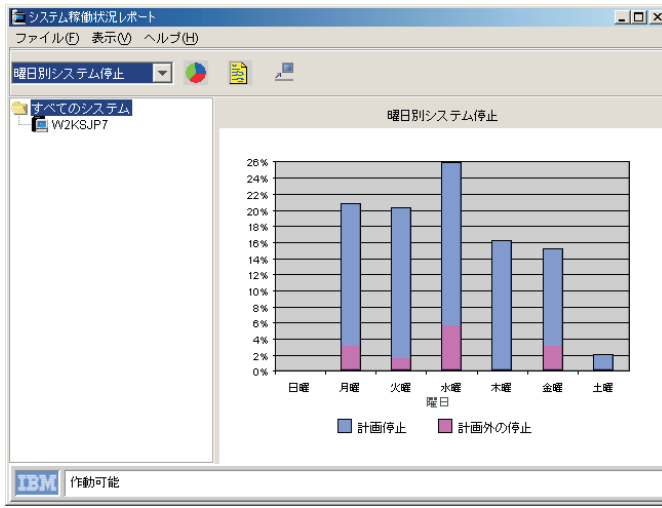 システム稼働状況レポート
ファイル(F) 表示(V) ヘルプ(H)
曜日別システム停止
すべてのシステム
W2KSJP7
曜日別システム停止
26%
24%
22%
20%
18%
16%
14%
12%
10%
8%
6%
4%
2%
0%
日曜 月曜 火曜 水曜 木曜 金曜 土曜
曜日
計画停止 計画外の停止
IBM 作動可能